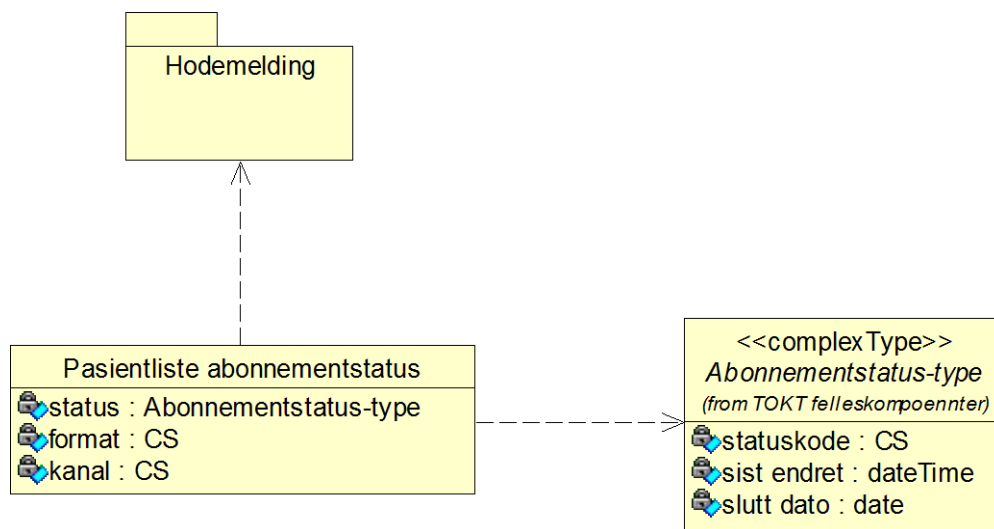 Hodemelding
Pasientliste abonnementstatus
status : Abonnementstatus-type
format : CS
kanal : CS
<<complexType>>
Abonnementstatus-type
(from TOKT felleskompoennter)
statuskode : CS
sist endret : dateTime
slutt dato : date